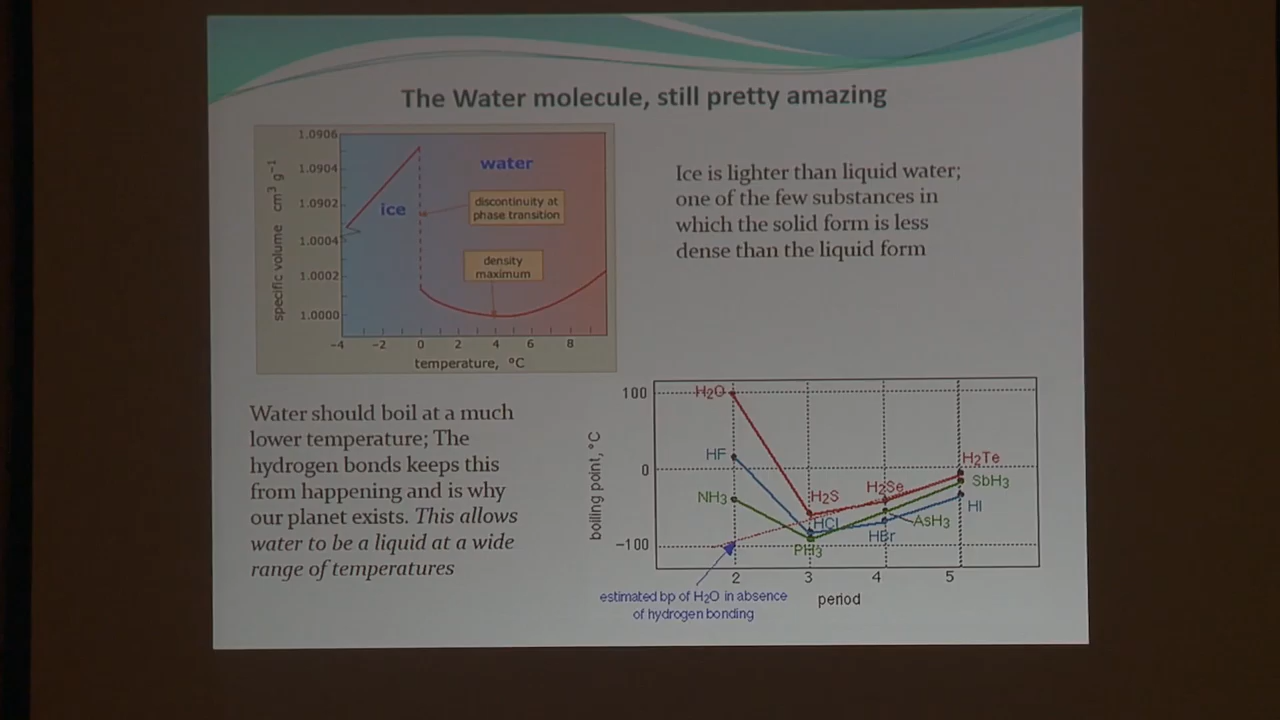 The Water molecule, still pretty amazing
1.0906
1.0904
1.0902
1.0004
1.0002
1.0000
specific volume cm³ g⁻¹
water
ice
discontinuity at
phase transition
density
maximum
-4 -2 0 2 4 6 8
temperature, °C
Ice is lighter than liquid water;
one of the few substances in
which the solid form is less
dense than the liquid form
Water should boil at a much
lower temperature; The
hydrogen bonds keeps this
from happening and is why
our planet exists. This allows
water to be a liquid at a wide
range of temperatures
boiling point, °C
100
0
-100
H2O
HF
NH3
H2S
HCl
PH3
H2Se
AsH3
HBr
H2Te
SbH3
HI
2 3 4 5
period
estimated bp of H2O in absence
of hydrogen bonding